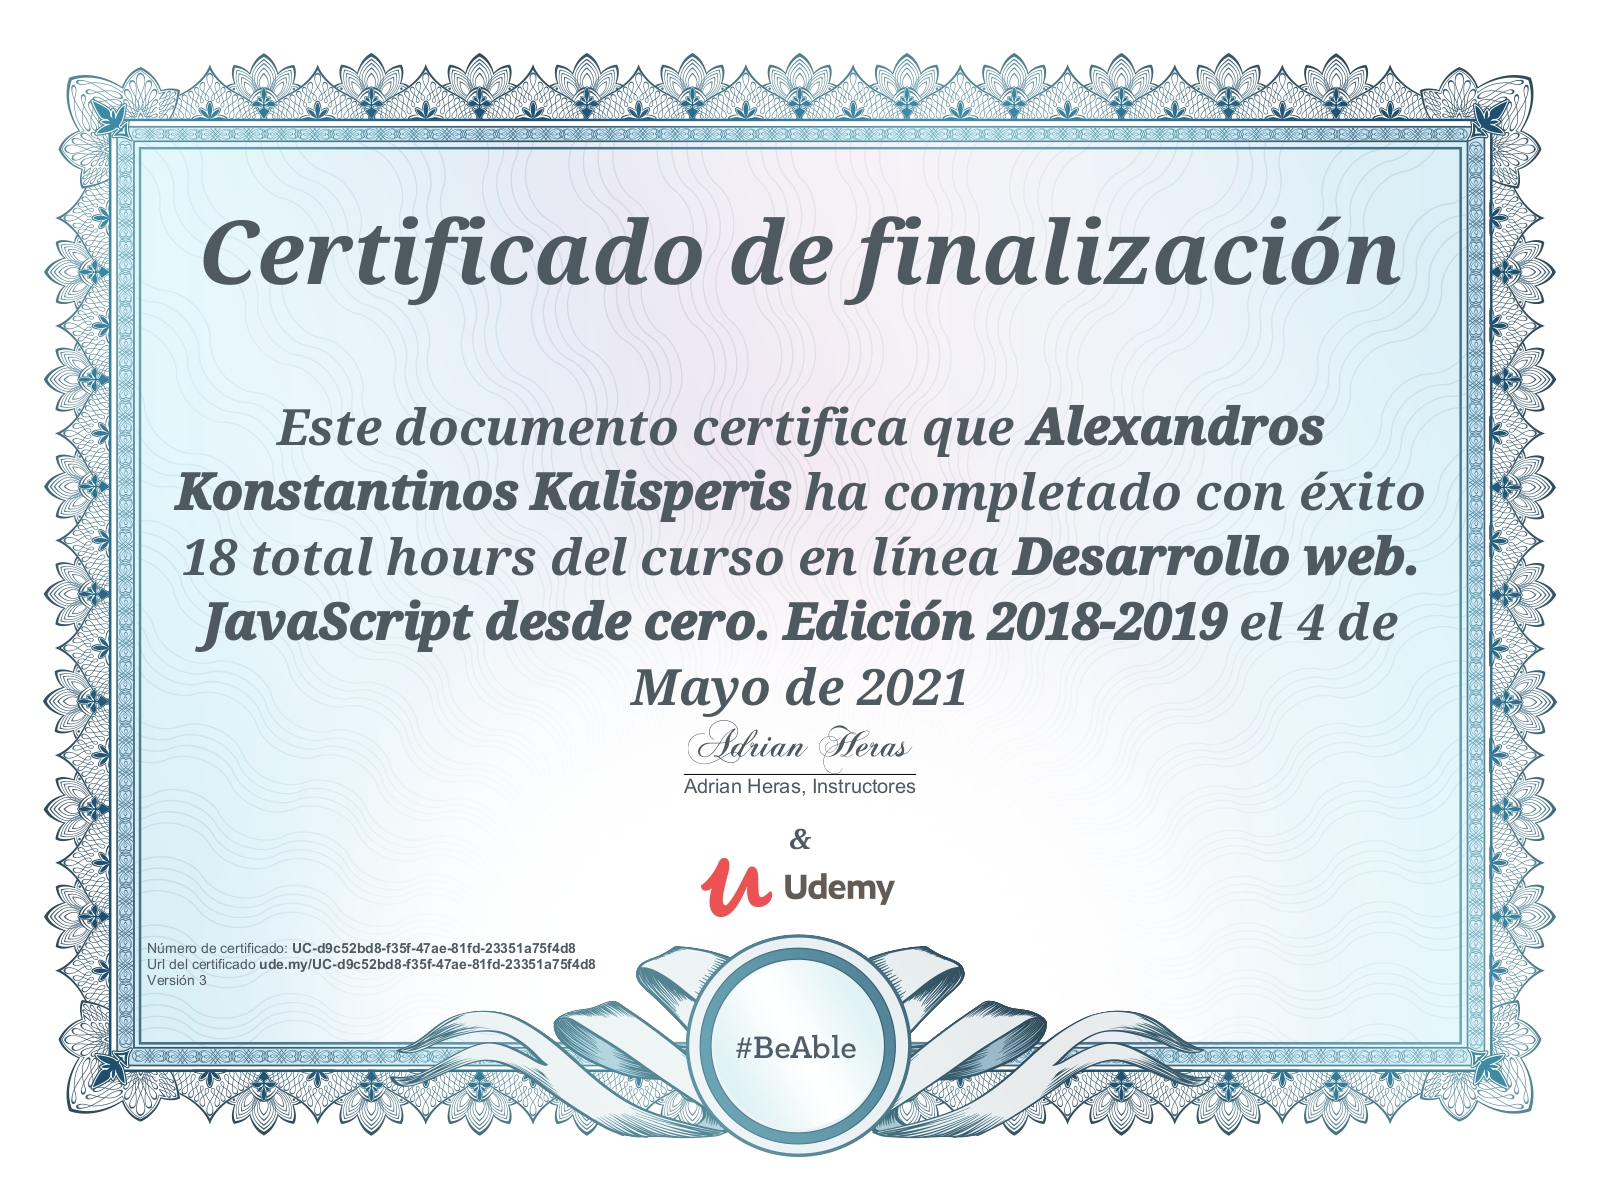 Certificado de finalización
Este documento certifica que Alexandros
Konstantinos Kalisperis ha completado con éxito
18 total hours del curso en línea Desarrollo web.
JavaScript desde cero. Edición 2018-2019 el 4 de
Mayo de 2021
Adrian Heras
Adrian Heras, Instructores
&
Udemy
Número de certificado: UC-d9c52bd8-f35f-47ae-81fd-23351a75f4d8
Url del certificado ude.my/UC-d9c52bd8-f35f-47ae-81fd-23351a75f4d8
Versión 3
#BeAble